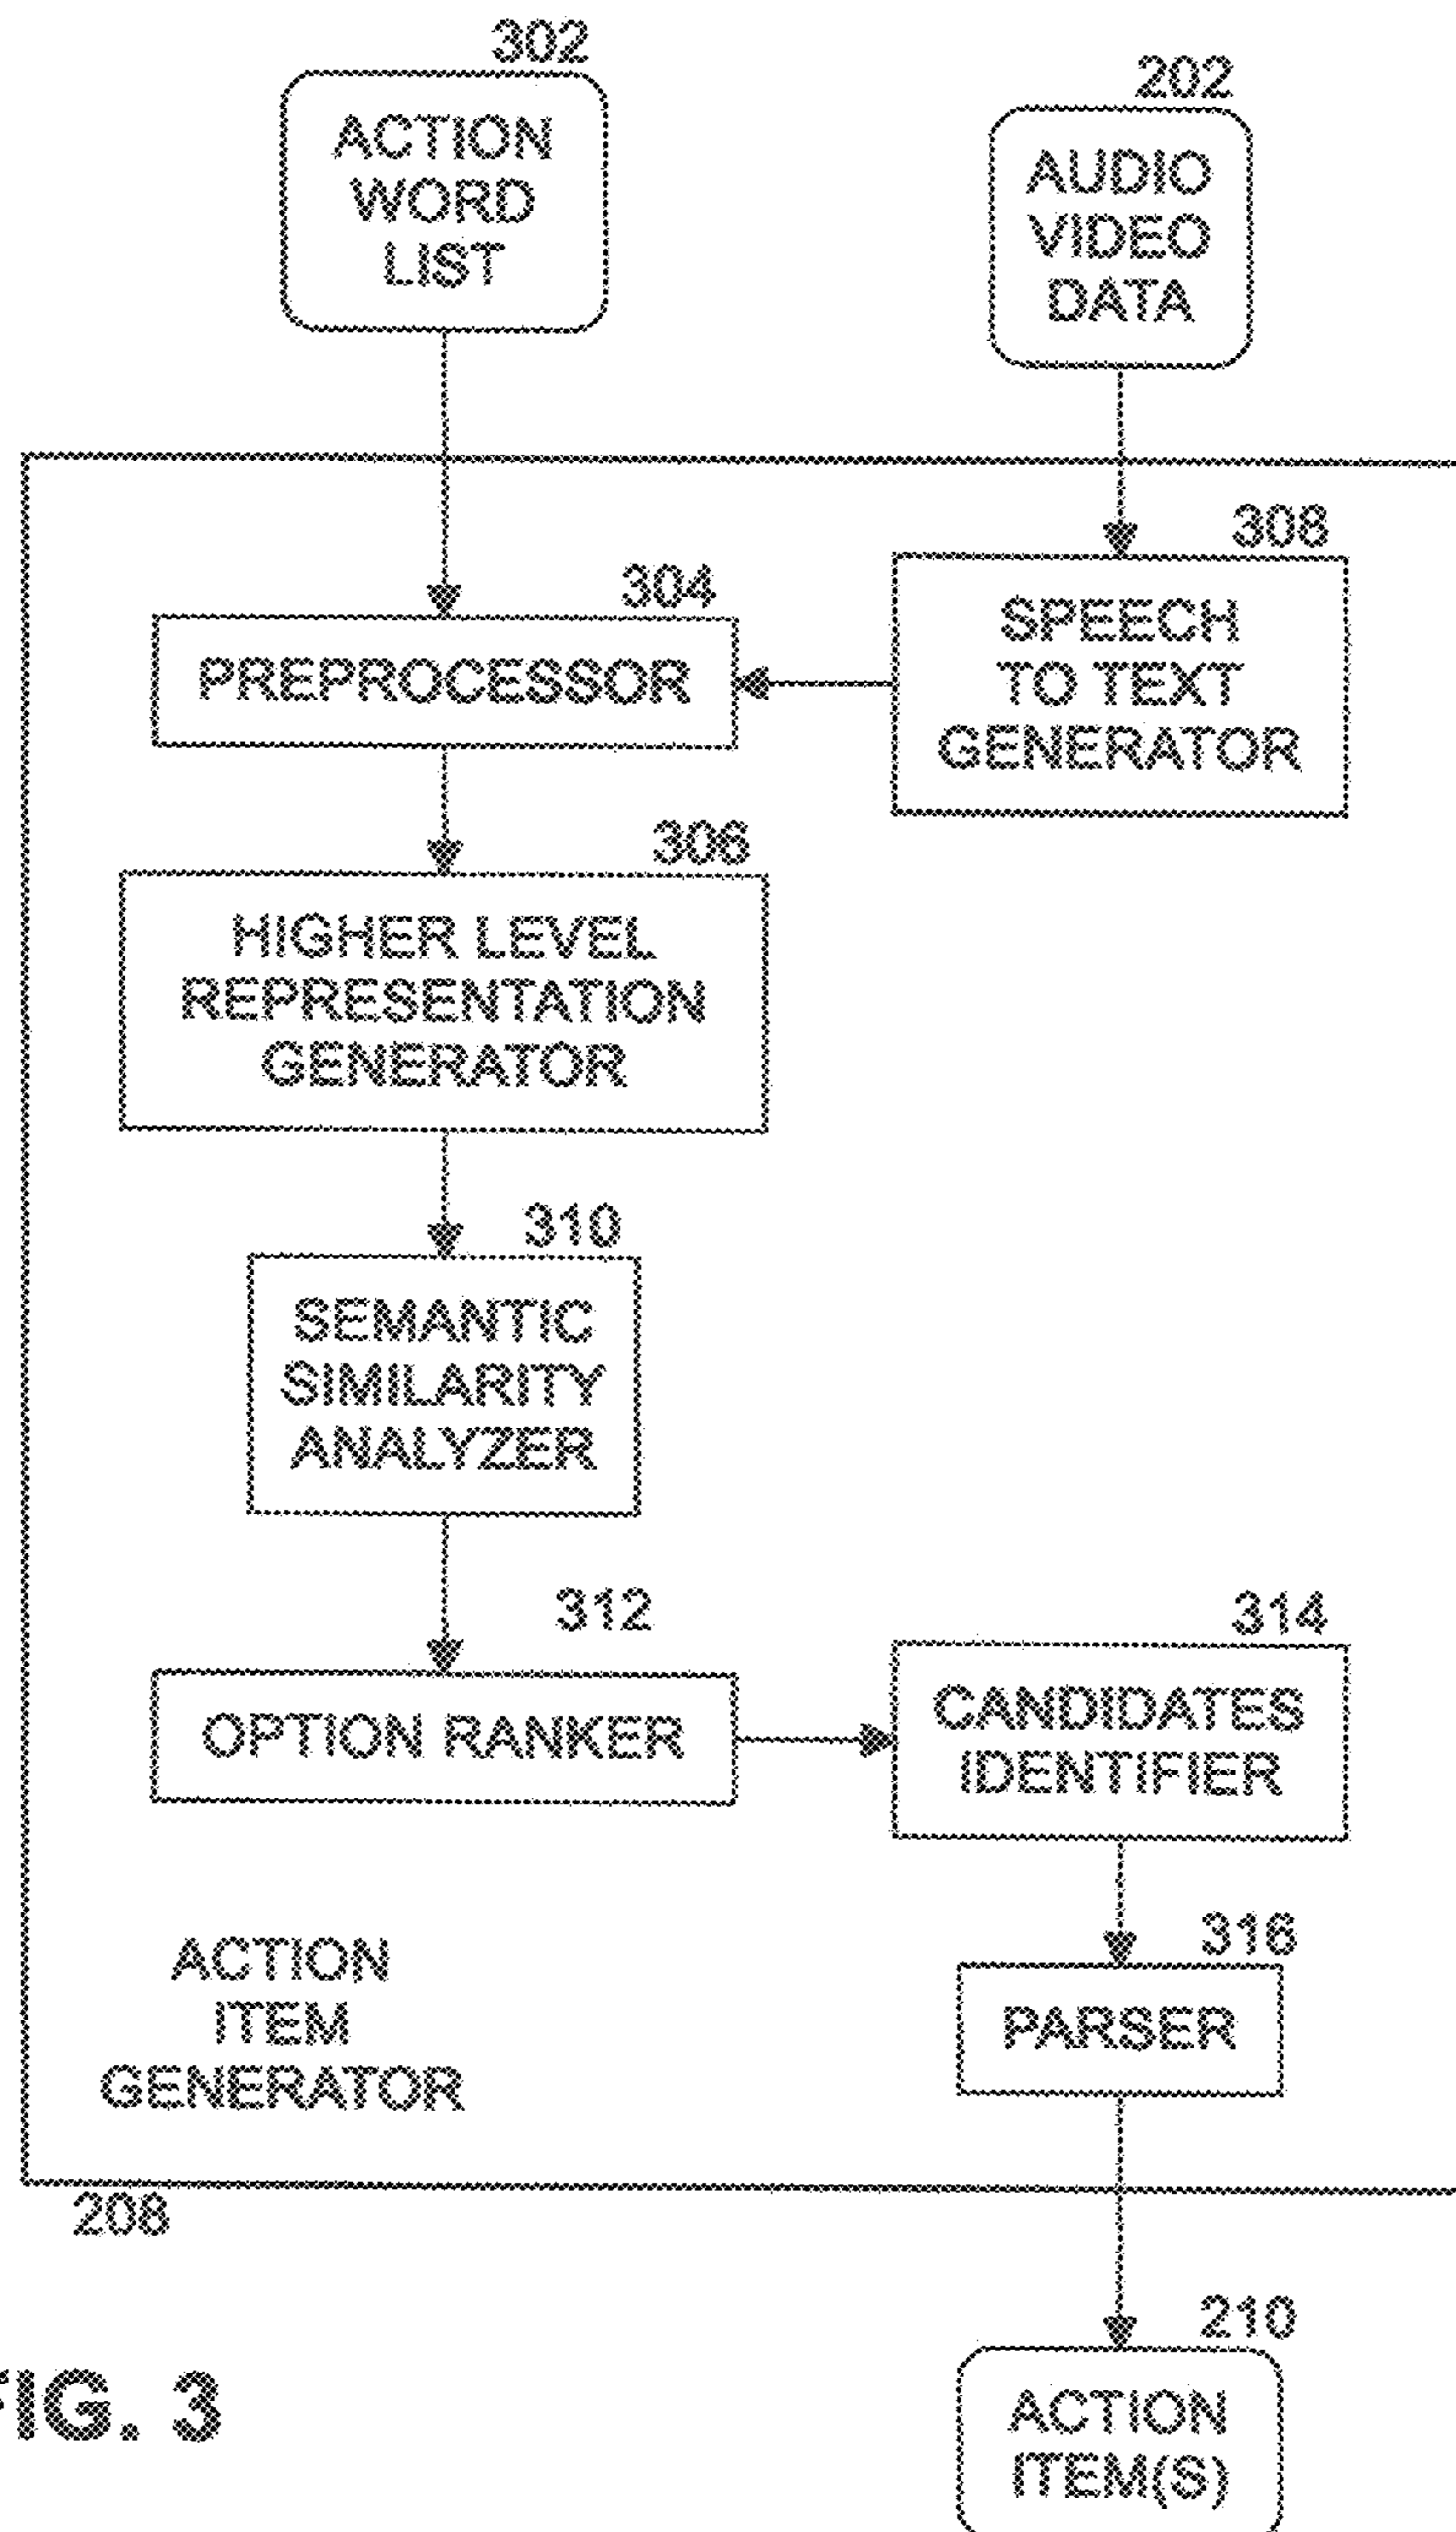 302
ACTION
WORD
LIST
202
AUDIO
VIDEO
DATA
308
SPEECH
TO TEXT
GENERATOR
304
PREPROCESSOR
306
HIGHER LEVEL
REPRESENTATION
GENERATOR
310
SEMANTIC
SIMILARITY
ANALYZER
312
OPTION RANKER
314
CANDIDATES
IDENTIFIER
316
PARSER
ACTION
ITEM
GENERATOR
208
210
ACTION
ITEM(S)
FIG. 3